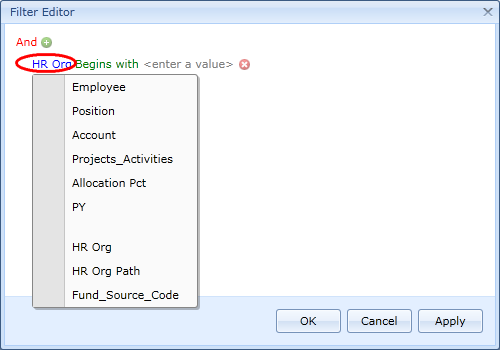 Filter Editor
And
HR Org Begins with <enter a value>
Employee
Position
Account
Projects_Activities
Allocation Pct
PY
HR Org
HR Org Path
Fund_Source_Code
OK Cancel Apply